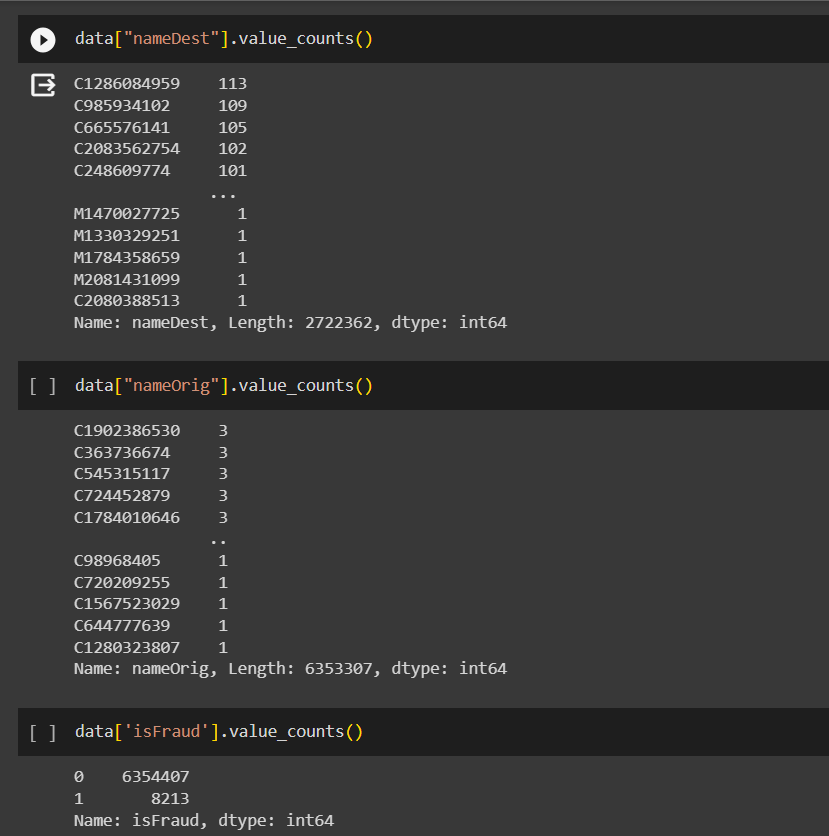 data["nameDest"].value_counts()
C1286084959    113
C985934102     109
C665576141     105
C2083562754    102
C248609774     101
...
M1470027725      1
M1330329251      1
M1784358659      1
M2081431099      1
C2080388513      1
Name: nameDest, Length: 2722362, dtype: int64
[ ] data["nameOrig"].value_counts()
C1902386530    3
C363736674     3
C545315117     3
C724452879     3
C1784010646    3
..
C98968405      1
C720209255     1
C1567523029    1
C644777639     1
C1280323807    1
Name: nameOrig, Length: 6353307, dtype: int64
[ ] data['isFraud'].value_counts()
0    6354407
1       8213
Name: isFraud, dtype: int64